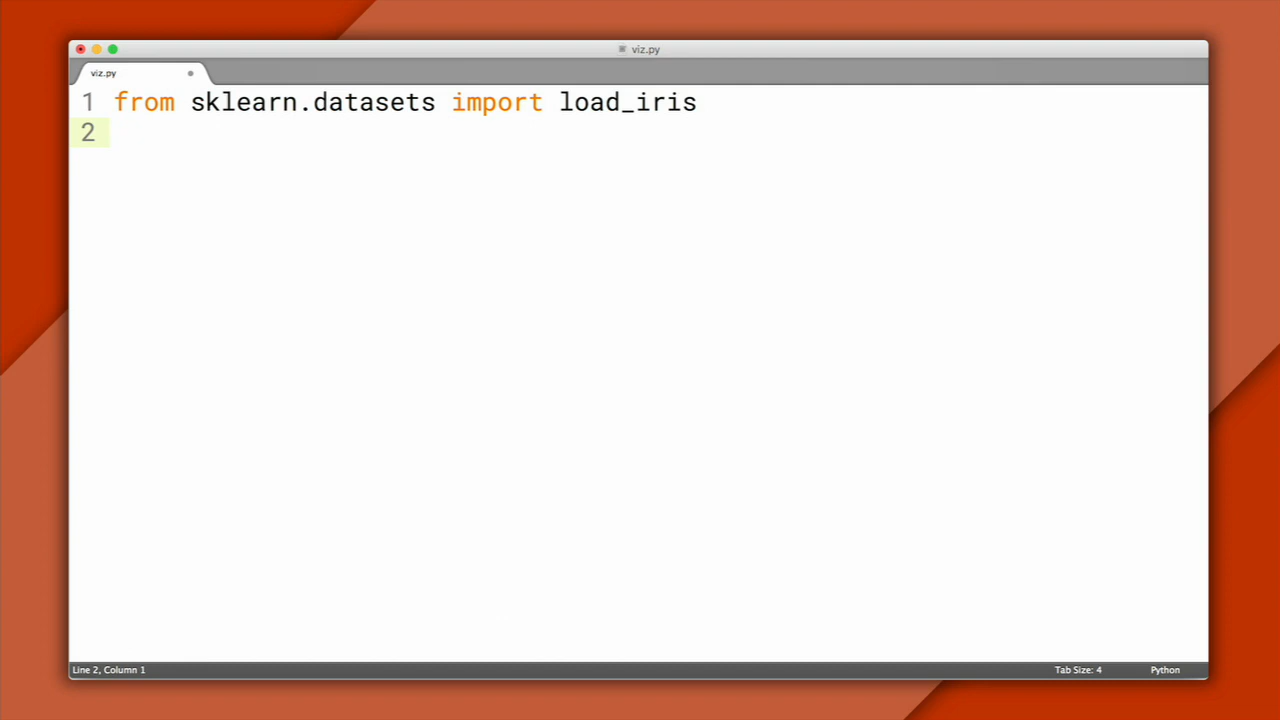 viz.py
viz.py
1 from sklearn.datasets import load_iris
2
Line 2, Column 1
Tab Size: 4
Python